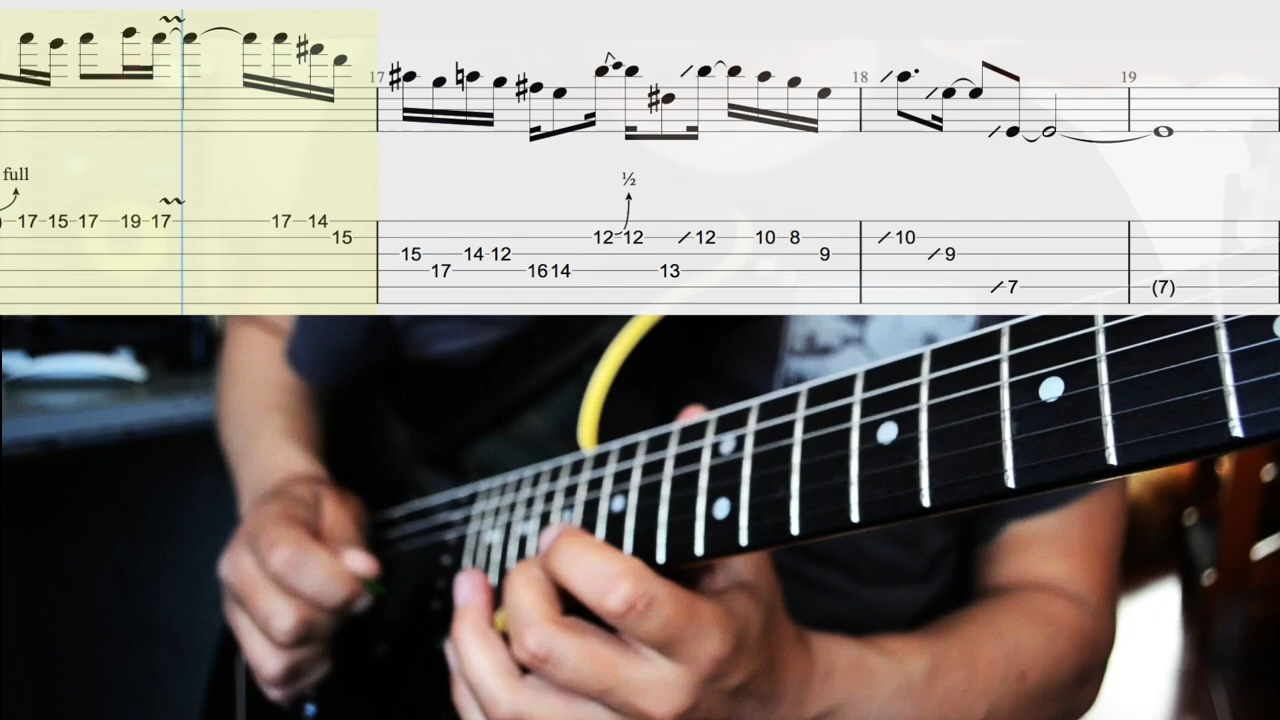 17 18 19
full ½
) 17 15 17 19 17 17 14
15 12 12 12 10 8 10
15 14 12 9 9
17 16 14 13
7 (7)